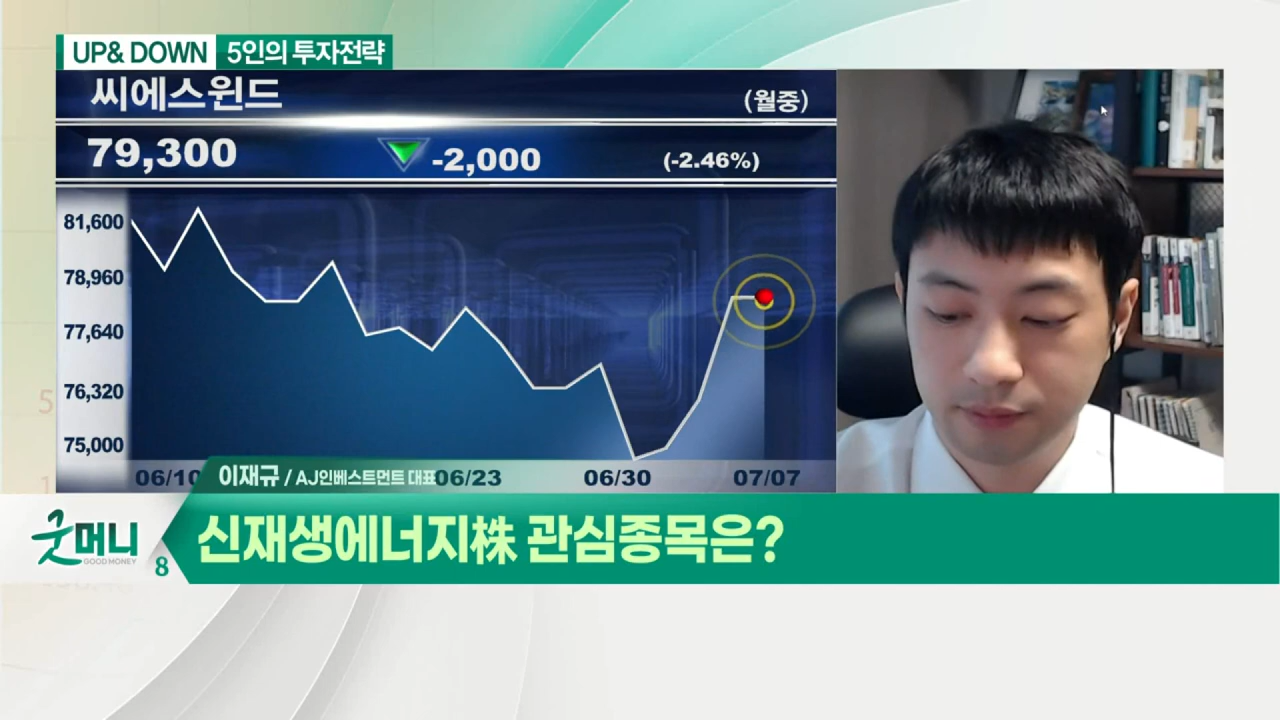 UP& DOWN 5인의 투자전략
씨에스윈드 (월중)
79,300 -2,000 (-2.46%)
81,600
78,960
77,640
76,320
75,000
06/10 06/23 06/30 07/07
이재규 / AJ인베스트먼트 대표
굿머니
GOOD MONEY
8
신재생에너지株 관심종목은?